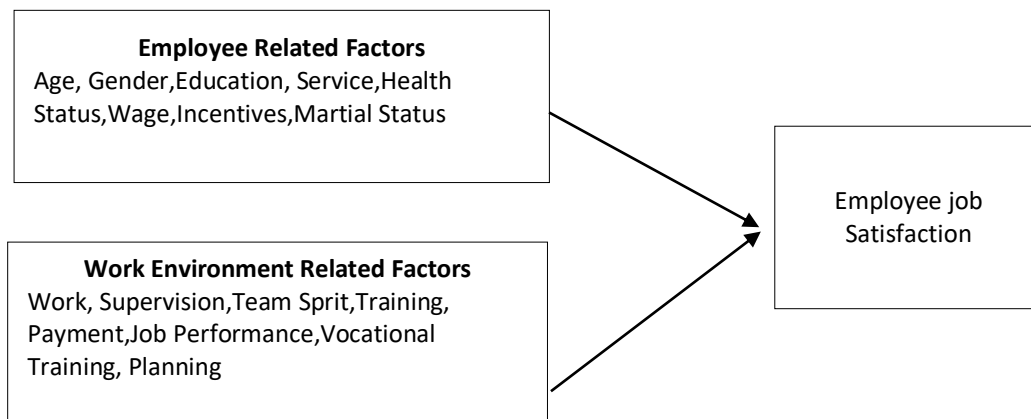 Employee Related Factors
Age, Gender,Education, Service,Health
Status,Wage,Incentives,Martial Status
Employee job
Satisfaction
Work Environment Related Factors
Work, Supervision,Team Sprit,Training,
Payment,Job Performance,Vocational
Training, Planning